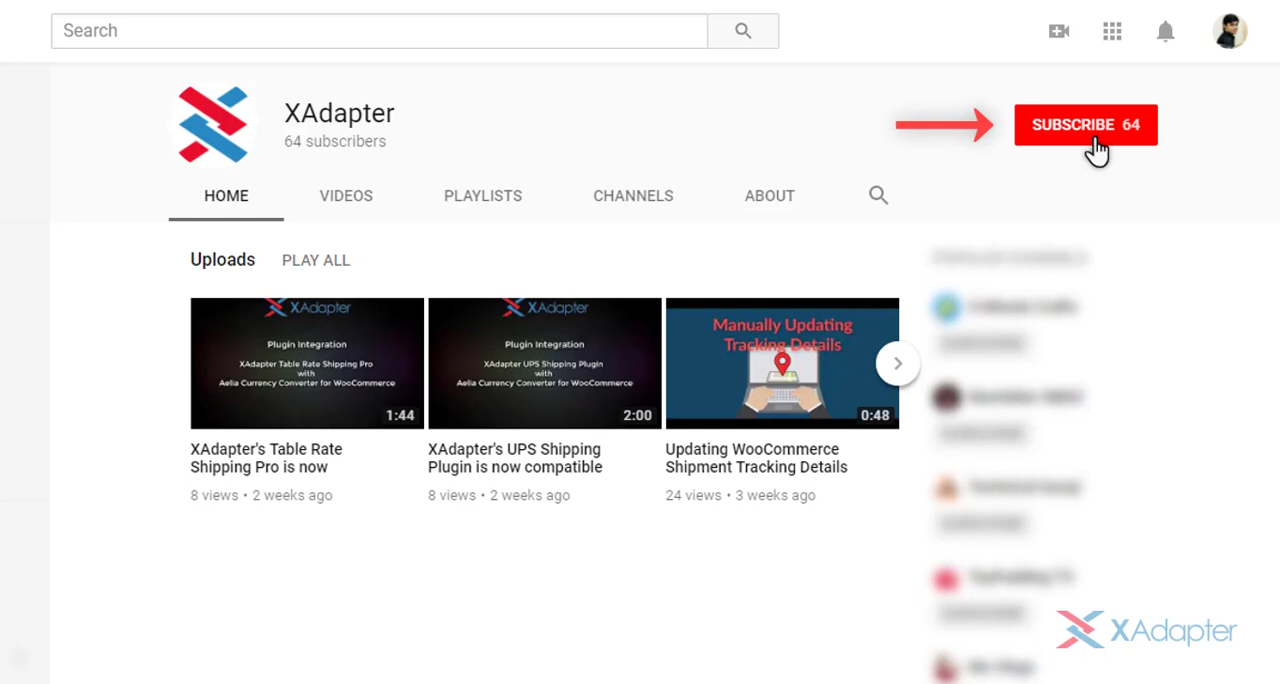 Search
XAdapter
64 subscribers
SUBSCRIBE 64
HOME
VIDEOS
PLAYLISTS
CHANNELS
ABOUT
Uploads
PLAY ALL
XAdapter
Plugin Integration
XAdapter Table Rate Shipping Pro
with
Aelia Currency Converter for WooCommerce
1:44
XAdapter's Table Rate
Shipping Pro is now
8 views • 2 weeks ago
XAdapter
Plugin Integration
XAdapter UPS Shipping Plugin
with
Aelia Currency Converter for WooCommerce
2:00
XAdapter's UPS Shipping
Plugin is now compatible
8 views • 2 weeks ago
Manually Updating
Tracking Details
0:48
Updating WooCommerce
Shipment Tracking Details
24 views • 3 weeks ago
XAdapter